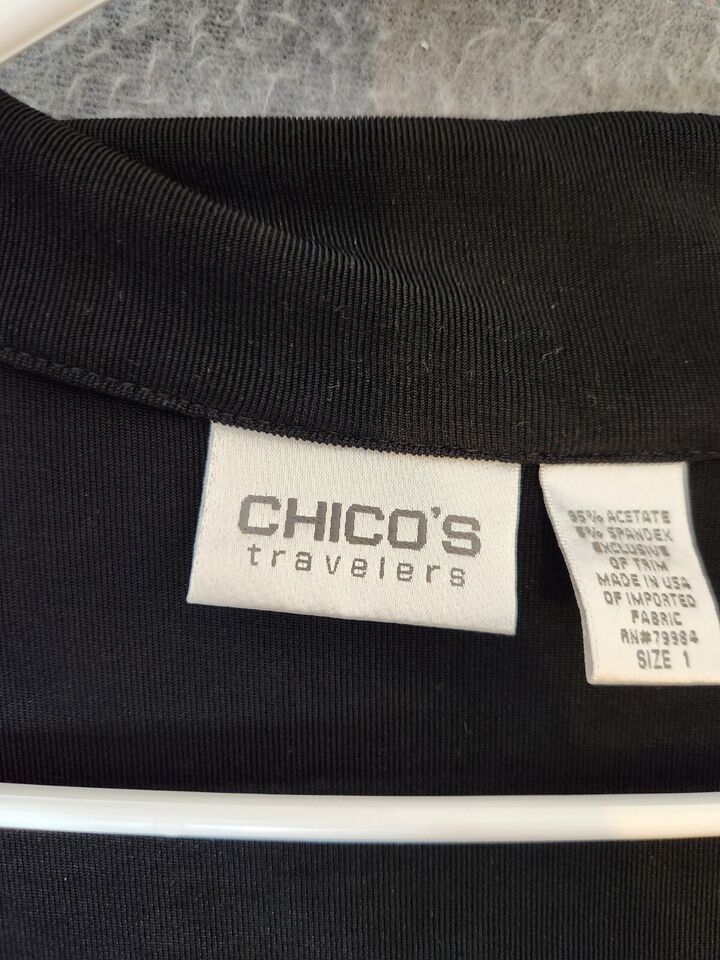 CHICO'S
travelers
95% ACETATE
5% SPANDEX
EXCLUSIVE
OF TRIM
MADE IN USA
OF IMPORTED
FABRIC
RN#79984
SIZE 1